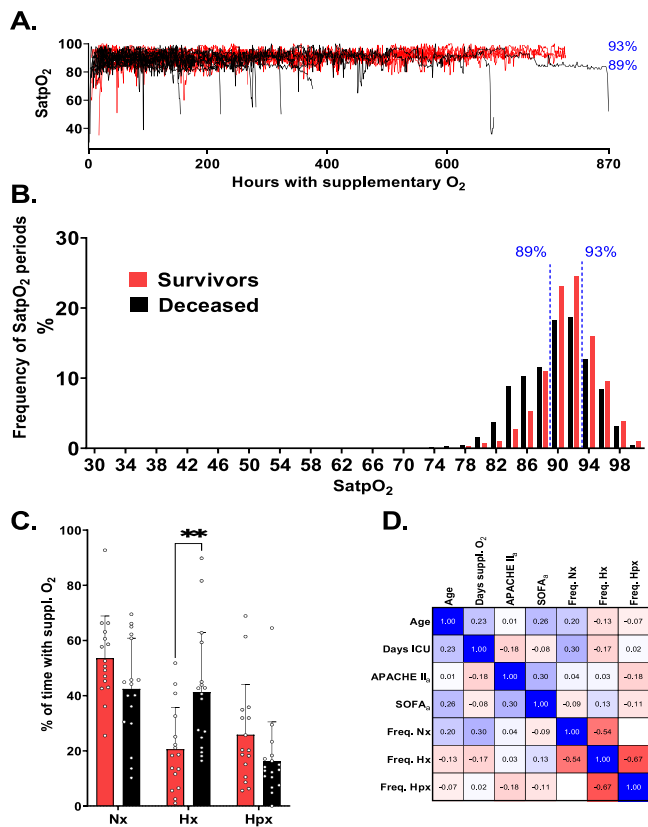 A.
SatpO2
100
80
60
40
93%
89%
0
200
400
600
870
Hours with supplementary O2
B.
Frequency of SatpO2 periods
%
30
20
10
0
89%
93%
Survivors
Deceased
30 34 38 42 46 50 54 58 62 66 70 74 78 82 86 90 94 98
SatpO2
C.
% of time with suppl. O2
100
80
60
40
20
0
**
Nx Hx Hpx
D.
Age Days suppl. O2 APACHE IIa SOFAa Freq. Nx Freq. Hx Freq. Hpx
Age 1.00 0.23 0.01 0.26 0.20 -0.13 -0.07
Days ICU 0.23 1.00 -0.18 -0.08 0.30 -0.17 0.02
APACHE IIa 0.01 -0.18 1.00 0.30 0.04 0.03 -0.18
SOFAa 0.26 -0.08 0.30 1.00 -0.09 0.13 -0.11
Freq. Nx 0.20 0.30 0.04 -0.09 1.00 -0.54
Freq. Hx -0.13 -0.17 0.03 0.13 -0.54 1.00 -0.67
Freq. Hpx -0.07 0.02 -0.18 -0.11 -0.67 1.00